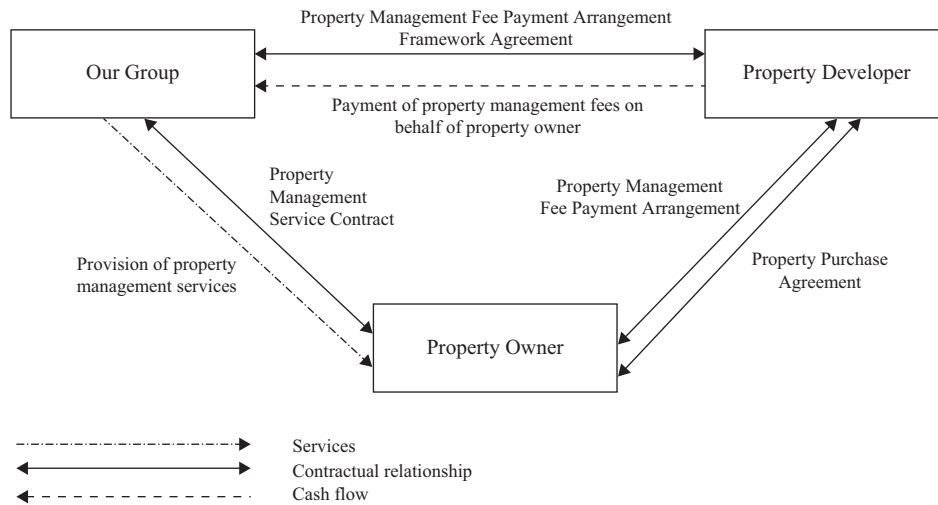 Property Management Fee Payment Arrangement
Framework Agreement
Our Group
Property Developer
Payment of property management fees on
behalf of property owner
Property
Management
Service Contract
Property Management
Fee Payment Arrangement
Provision of property
management services
Property Purchase
Agreement
Property Owner
Services
Contractual relationship
Cash flow